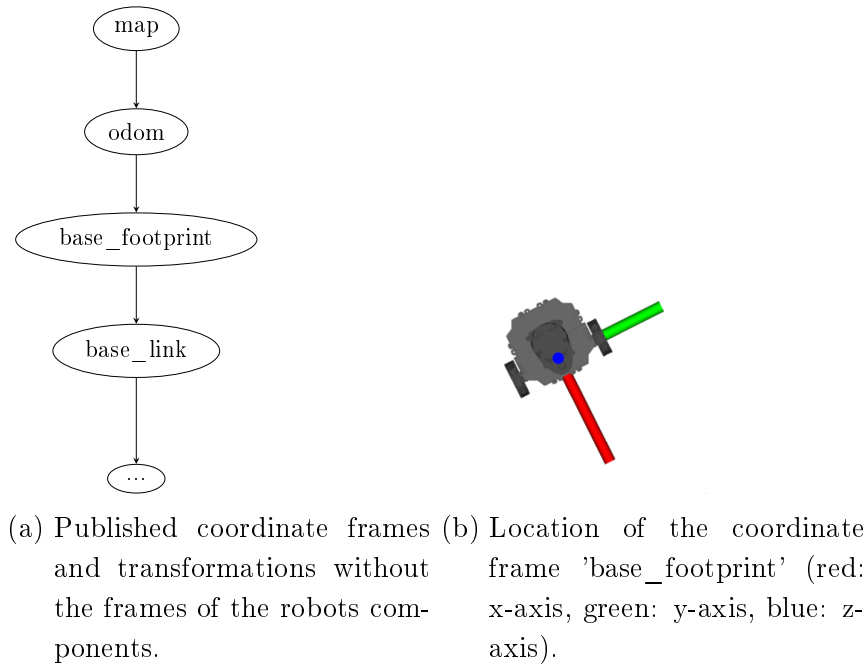 map
odom
base_footprint
base_link
...
(a) Published coordinate frames
and transformations without
the frames of the robots com-
ponents.
(b) Location of the coordinate
frame 'base_footprint' (red:
x-axis, green: y-axis, blue: z-
axis).